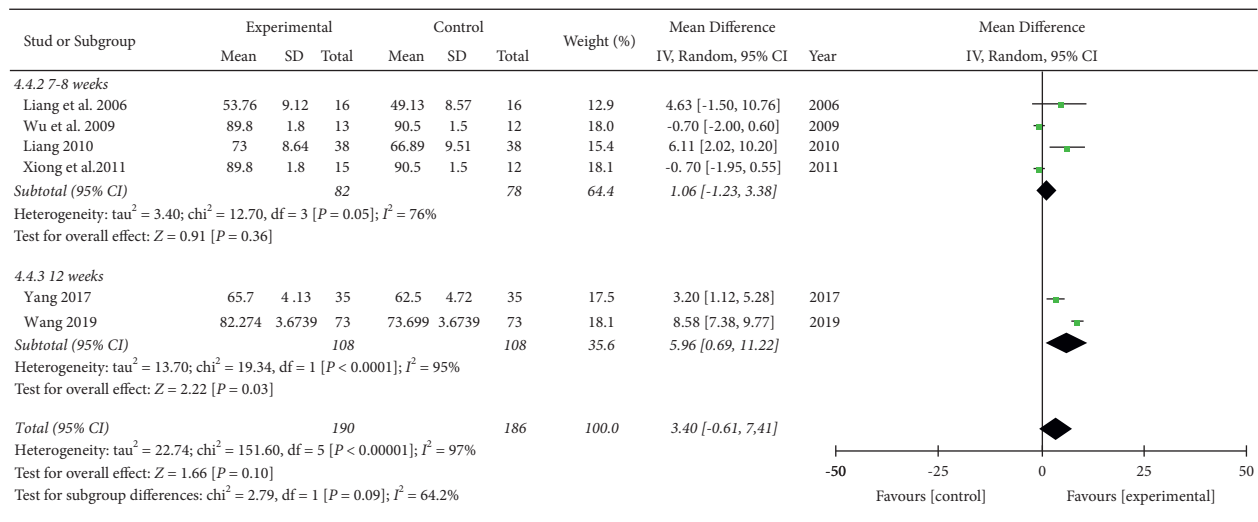 Stud or Subgroup Experimental Control Weight (%) Mean Difference Year Mean Difference
Mean SD Total Mean SD Total IV, Random, 95% CI IV, Random, 95% CI
4.4.2 7-8 weeks
Liang et al. 2006 53.76 9.12 16 49.13 8.57 16 12.9 4.63 [-1.50, 10.76] 2006
Wu et al. 2009 89.8 1.8 13 90.5 1.5 12 18.0 -0.70 [-2.00, 0.60] 2009
Liang 2010 73 8.64 38 66.89 9.51 38 15.4 6.11 [2.02, 10.20] 2010
Xiong et al.2011 89.8 1.8 15 90.5 1.5 12 18.1 -0. 70 [-1.95, 0.55] 2011
Subtotal (95% CI) 82 78 64.4 1.06 [-1.23, 3.38]
Heterogeneity: tau² = 3.40; chi² = 12.70, df = 3 [P = 0.05]; I² = 76%
Test for overall effect: Z = 0.91 [P = 0.36]
4.4.3 12 weeks
Yang 2017 65.7 4 .13 35 62.5 4.72 35 17.5 3.20 [1.12, 5.28] 2017
Wang 2019 82.274 3.6739 73 73.699 3.6739 73 18.1 8.58 [7.38, 9.77] 2019
Subtotal (95% CI) 108 108 35.6 5.96 [0.69, 11.22]
Heterogeneity: tau² = 13.70; chi² = 19.34, df = 1 [P < 0.0001]; I² = 95%
Test for overall effect: Z = 2.22 [P = 0.03]
Total (95% CI) 190 186 100.0 3.40 [-0.61, 7,41]
Heterogeneity: tau² = 22.74; chi² = 151.60, df = 5 [P < 0.00001]; I² = 97%
Test for overall effect: Z = 1.66 [P = 0.10]
Test for subgroup differences: chi² = 2.79, df = 1 [P = 0.09]; I² = 64.2%
-50 -25 0 25 50
Favours [control] Favours [experimental]